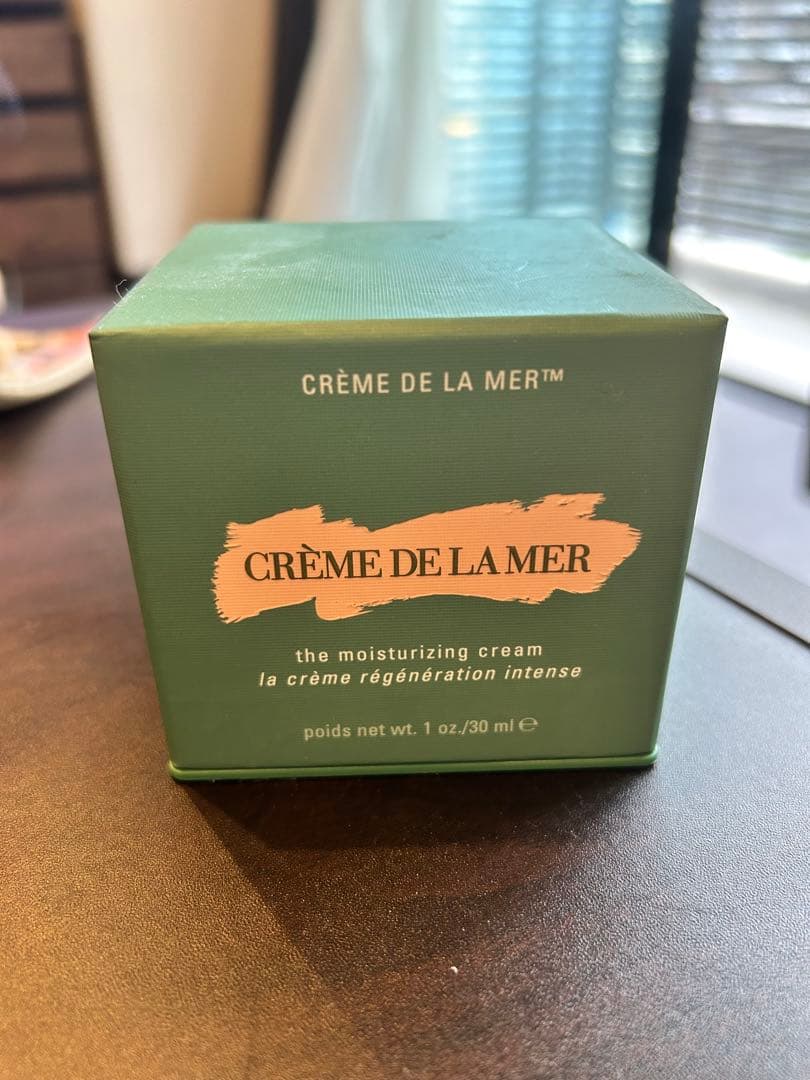 CRÈME DE LA MER™
CRÈME DE LA MER
the moisturizing cream
la crème régénération intense
poids net wt. 1 oz./30 ml ℮